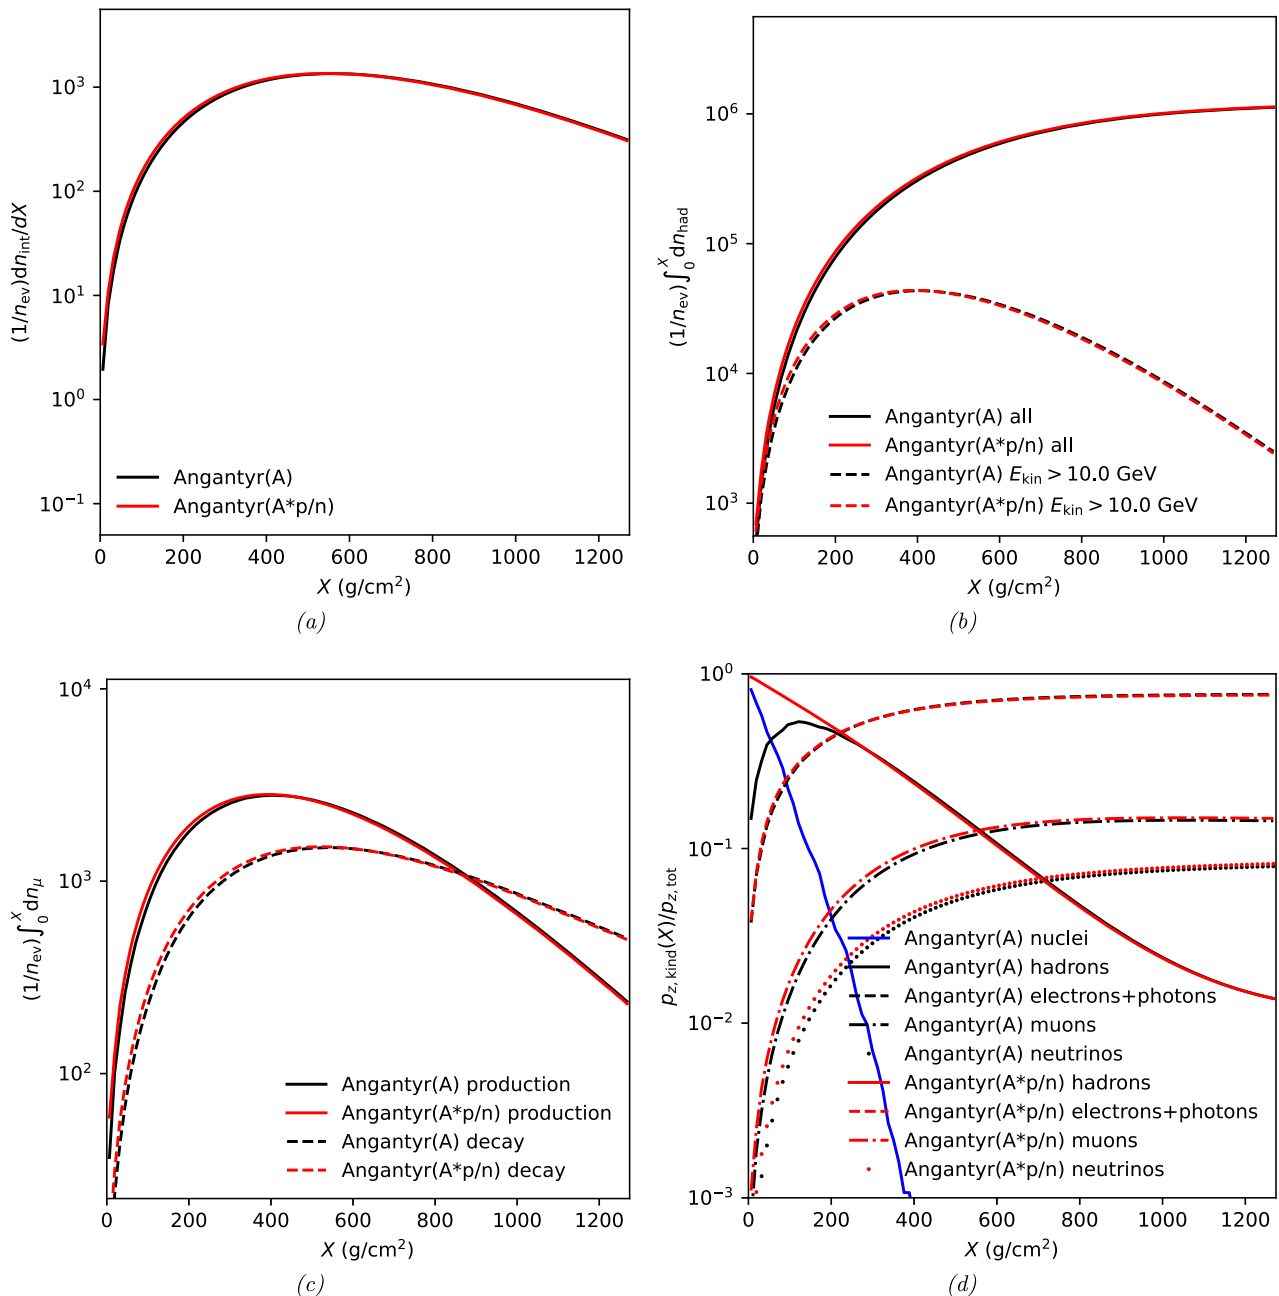 10³
10²
10¹
10⁰
10⁻¹
(1/n_ev)dn_int/dX
Angantyr(A)
Angantyr(A*p/n)
0 200 400 600 800 1000 1200
X (g/cm²)
(a)
10⁶
10⁵
10⁴
10³
(1/n_ev)∫₀ˣ dn_had
Angantyr(A) all
Angantyr(A*p/n) all
Angantyr(A) E_kin > 10.0 GeV
Angantyr(A*p/n) E_kin > 10.0 GeV
0 200 400 600 800 1000 1200
X (g/cm²)
(b)
10⁴
10³
10²
(1/n_ev)∫₀ˣ dn_μ
Angantyr(A) production
Angantyr(A*p/n) production
Angantyr(A) decay
Angantyr(A*p/n) decay
0 200 400 600 800 1000 1200
X (g/cm²)
(c)
10⁰
10⁻¹
10⁻²
10⁻³
p_z,kind(X)/p_z,tot
Angantyr(A) nuclei
Angantyr(A) hadrons
Angantyr(A) electrons+photons
Angantyr(A) muons
Angantyr(A) neutrinos
Angantyr(A*p/n) hadrons
Angantyr(A*p/n) electrons+photons
Angantyr(A*p/n) muons
Angantyr(A*p/n) neutrinos
0 200 400 600 800 1000 1200
X (g/cm²)
(d)